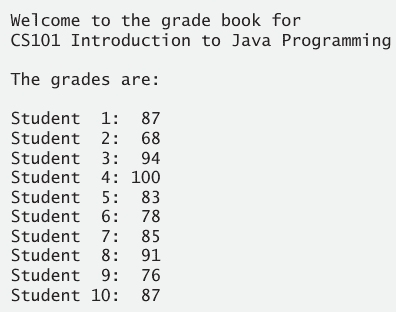 Welcome to the grade book for
CS101 Introduction to Java Programming
The grades are:
Student  1:  87
Student  2:  68
Student  3:  94
Student  4: 100
Student  5:  83
Student  6:  78
Student  7:  85
Student  8:  91
Student  9:  76
Student 10:  87